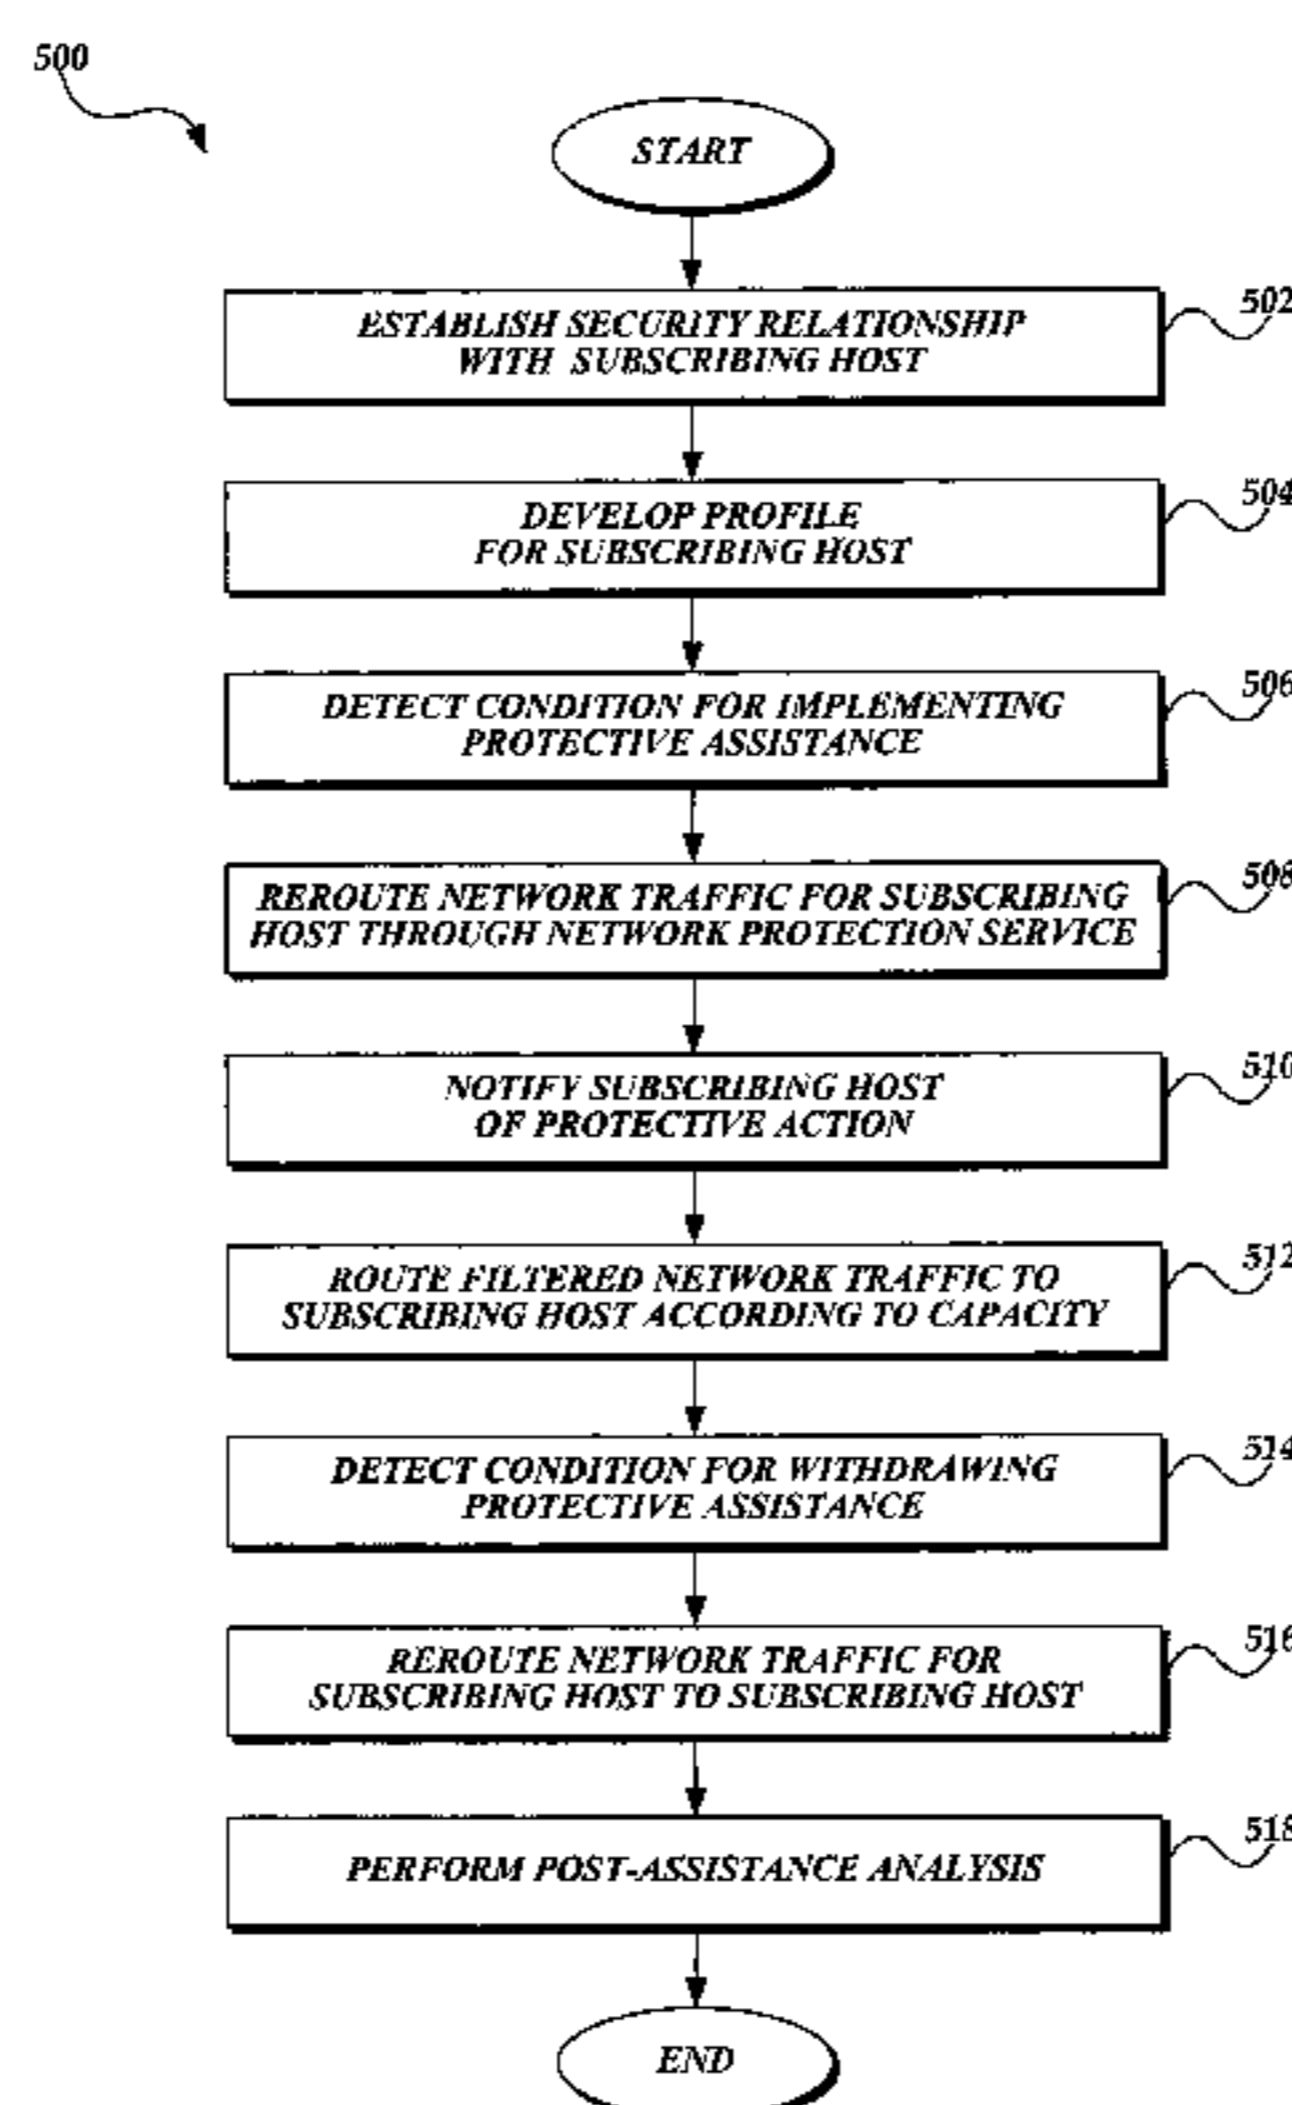 500
START
ESTABLISH SECURITY RELATIONSHIP
WITH SUBSCRIBING HOST
502
DEVELOP PROFILE
FOR SUBSCRIBING HOST
504
DETECT CONDITION FOR IMPLEMENTING
PROTECTIVE ASSISTANCE
506
REROUTE NETWORK TRAFFIC FOR SUBSCRIBING
HOST THROUGH NETWORK PROTECTION SERVICE
508
NOTIFY SUBSCRIBING HOST
OF PROTECTIVE ACTION
510
ROUTE FILTERED NETWORK TRAFFIC TO
SUBSCRIBING HOST ACCORDING TO CAPACITY
512
DETECT CONDITION FOR WITHDRAWING
PROTECTIVE ASSISTANCE
514
REROUTE NETWORK TRAFFIC FOR
SUBSCRIBING HOST TO SUBSCRIBING HOST
516
PERFORM POST-ASSISTANCE ANALYSIS
518
END